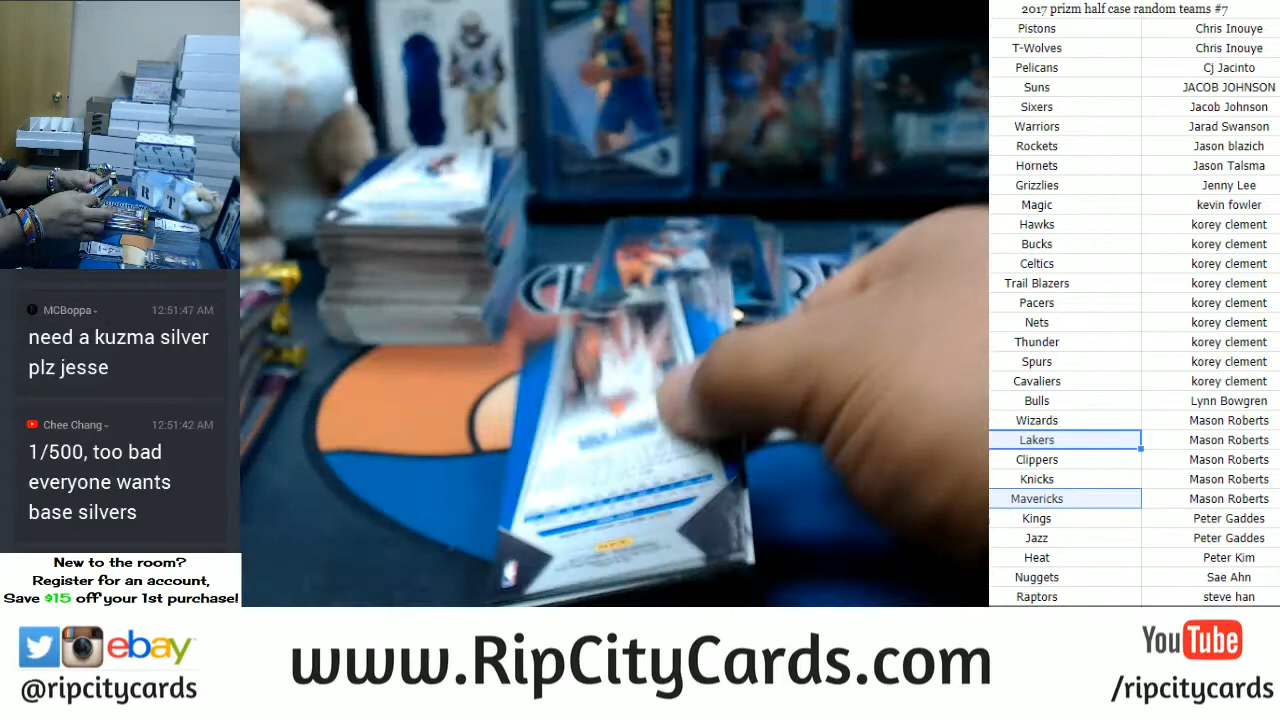 MCBoppa 12:51:47 AM
need a kuzma silver
plz jesse
Chee Chang 12:51:42 AM
1/500, too bad
everyone wants
base silvers
New to the room?
Register for an account,
Save $15 off your 1st purchase!
R T
2017 prizm half case random teams #7
Pistons Chris Inouye
T-Wolves Chris Inouye
Pelicans Cj Jacinto
Suns JACOB JOHNSON
Sixers Jacob Johnson
Warriors Jarad Swanson
Rockets Jason blazich
Hornets Jason Talsma
Grizzlies Jenny Lee
Magic kevin fowler
Hawks korey clement
Bucks korey clement
Celtics korey clement
Trail Blazers korey clement
Pacers korey clement
Nets korey clement
Thunder korey clement
Spurs korey clement
Cavaliers korey clement
Bulls Lynn Bowgren
Wizards Mason Roberts
Lakers Mason Roberts
Clippers Mason Roberts
Knicks Mason Roberts
Mavericks Mason Roberts
Kings Peter Gaddes
Jazz Peter Gaddes
Heat Peter Kim
Nuggets Sae Ahn
Raptors steve han
ebay
@ripcitycards
www.RipCityCards.com
YouTube
/ripcitycards